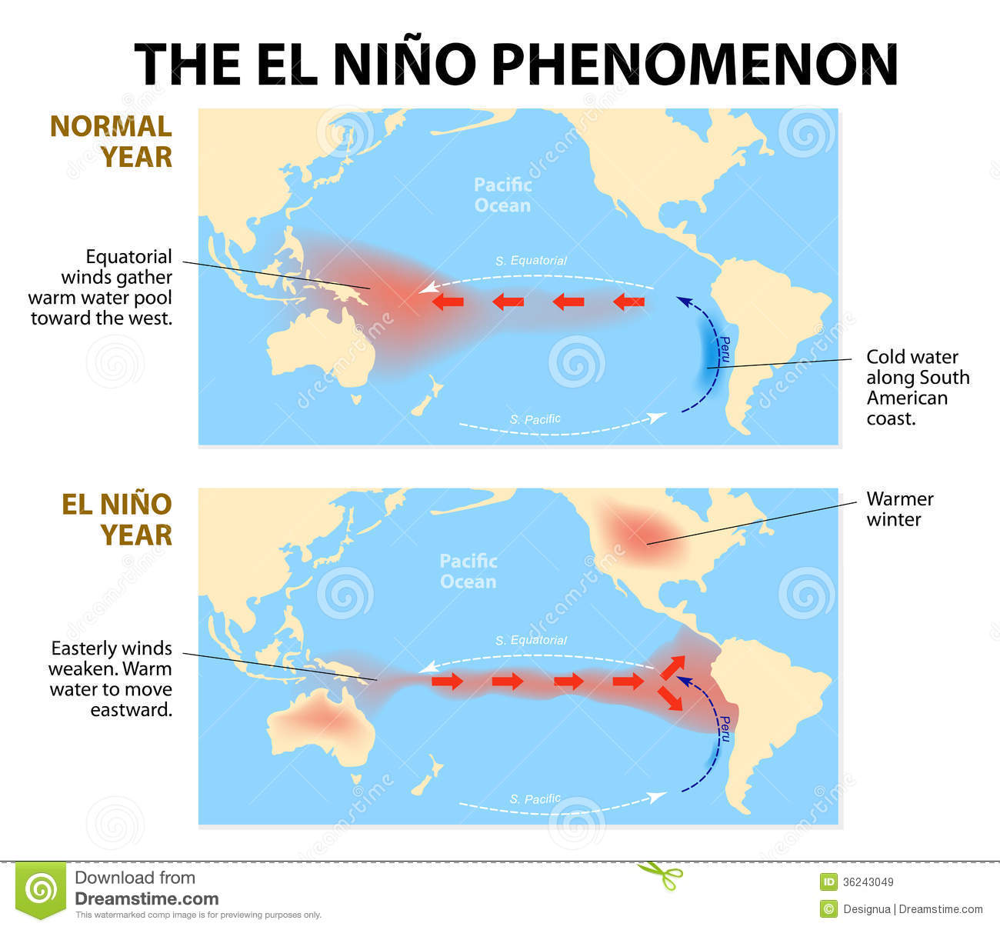 THE EL NIÑO PHENOMENON
NORMAL
YEAR
Pacific
Ocean
Equatorial
winds gather
warm water pool
toward the west.
S. Equatorial
Peru
Cold water
along South
American
coast.
S. Pacific
EL NIÑO
YEAR
Warmer
winter
Pacific
Ocean
Easterly winds
weaken. Warm
water to move
eastward.
S. Equatorial
Peru
S. Pacific
dreamstime
Download from
Dreamstime.com
This watermarked comp image is for previewing purposes only.
ID 36243049
© Designua | Dreamstime.com